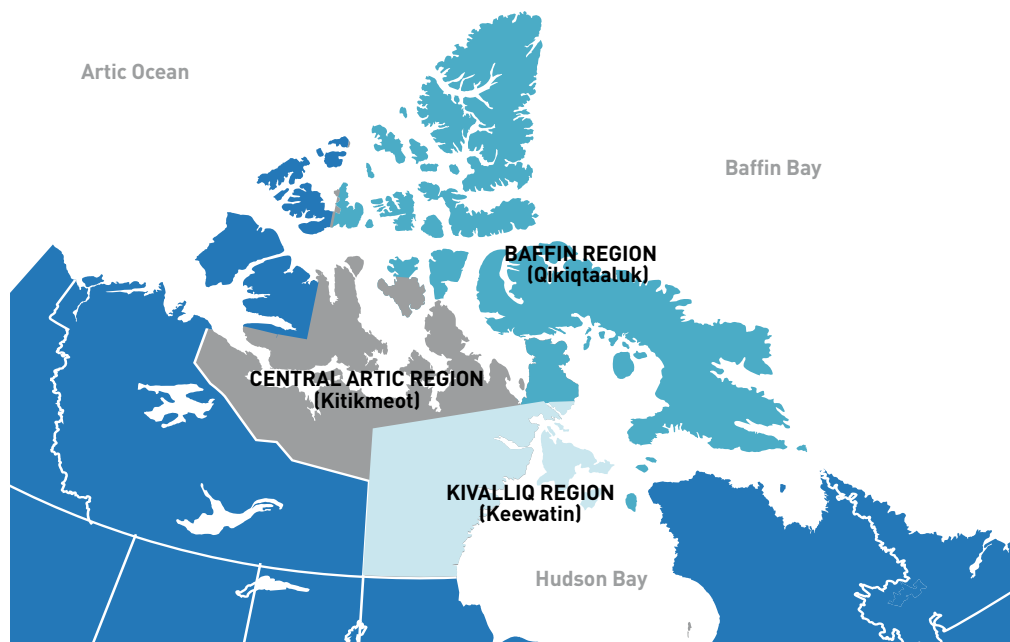 Artic Ocean
Baffin Bay
BAFFIN REGION
(Qikiqtaaluk)
CENTRAL ARTIC REGION
(Kitikmeot)
KIVALLIQ REGION
(Keewatin)
Hudson Bay